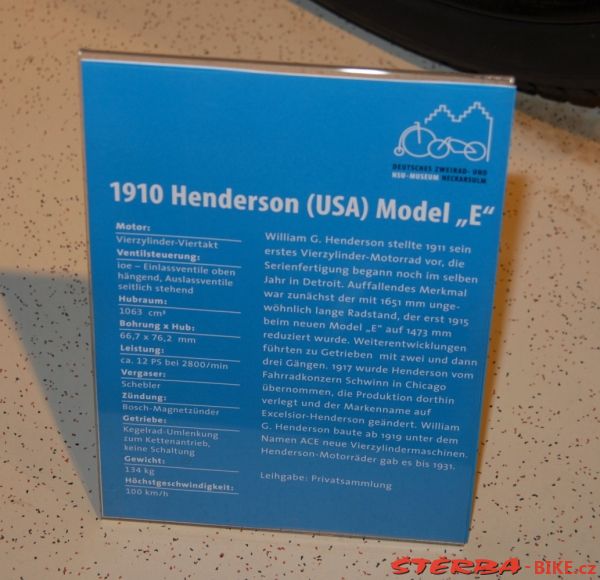 DEUTSCHES ZWEIRAD- UND
NSU-MUSEUM NECKARSULM
1910 Henderson (USA) Model „E“
Motor:
Vierzylinder-Viertakt
Ventilsteuerung:
ioe – Einlassventile oben
hängend, Auslassventile
seitlich stehend
Hubraum:
1063 cm³
Bohrung x Hub:
66,7 x 76,2 mm
Leistung:
ca. 12 PS bei 2800/min
Vergaser:
Schebler
Zündung:
Bosch-Magnetzünder
Getriebe:
Kegelrad-Umlenkung
zum Kettenantrieb,
keine Schaltung
Gewicht:
134 kg
Höchstgeschwindigkeit:
100 km/h
William G. Henderson stellte 1911 sein
erstes Vierzylinder-Motorrad vor, die
Serienfertigung begann noch im selben
Jahr in Detroit. Auffallendes Merkmal
war zunächst der mit 1651 mm unge-
wöhnlich lange Radstand, der erst 1915
beim neuen Model „E“ auf 1473 mm
reduziert wurde. Weiterentwicklungen
führten zu Getrieben mit zwei und dann
drei Gängen. 1917 wurde Henderson vom
Fahrradkonzern Schwinn in Chicago
übernommen, die Produktion dorthin
verlegt und der Markenname auf
Excelsior-Henderson geändert. William
G. Henderson baute ab 1919 unter dem
Namen ACE neue Vierzylindermaschinen.
Henderson-Motorräder gab es bis 1931.
Leihgabe: Privatsammlung
STERBA-BIKE.cz